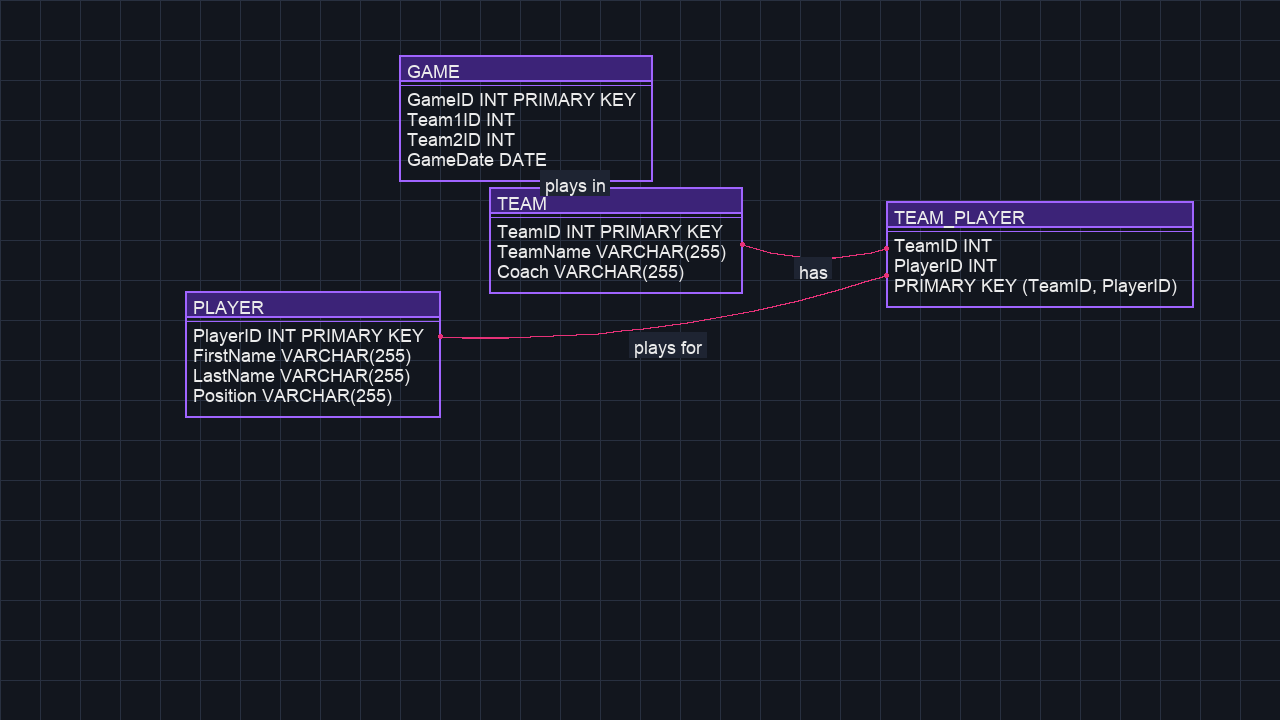 GAME
GameID INT PRIMARY KEY
Team1ID INT
Team2ID INT
GameDate DATE
plays in
TEAM
TeamID INT PRIMARY KEY
TeamName VARCHAR(255)
Coach VARCHAR(255)
TEAM_PLAYER
TeamID INT
PlayerID INT
PRIMARY KEY (TeamID, PlayerID)
has
PLAYER
PlayerID INT PRIMARY KEY
FirstName VARCHAR(255)
LastName VARCHAR(255)
Position VARCHAR(255)
plays for